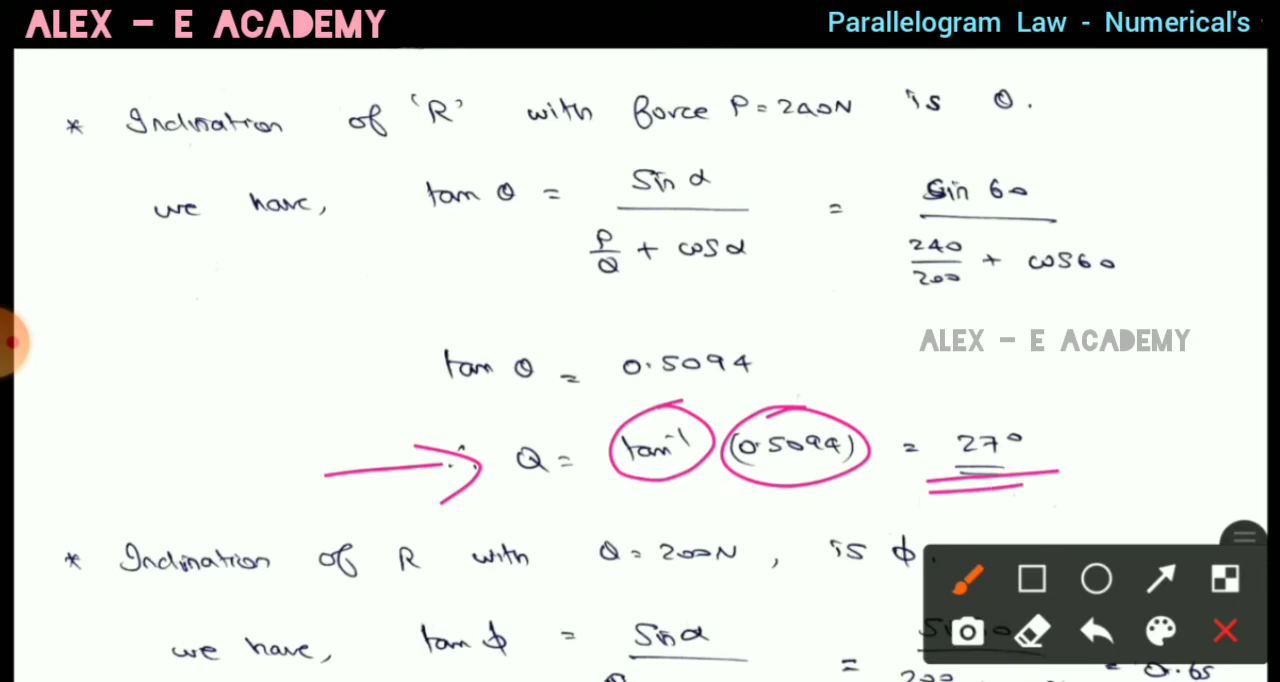 ALEX - E ACADEMY
Parallelogram Law - Numerical's
* Inclination of 'R' with force P = 240N is θ.
we have, tan θ = sin α / (P/Q + cos α) = sin 60 / (240/200 + cos 60)
ALEX - E ACADEMY
tan θ = 0.5094
∴ θ = tan⁻¹ (0.5094) = 27°
* Inclination of R with Q = 200N, is ϕ.
we have, tan ϕ = sin α = = 0.65